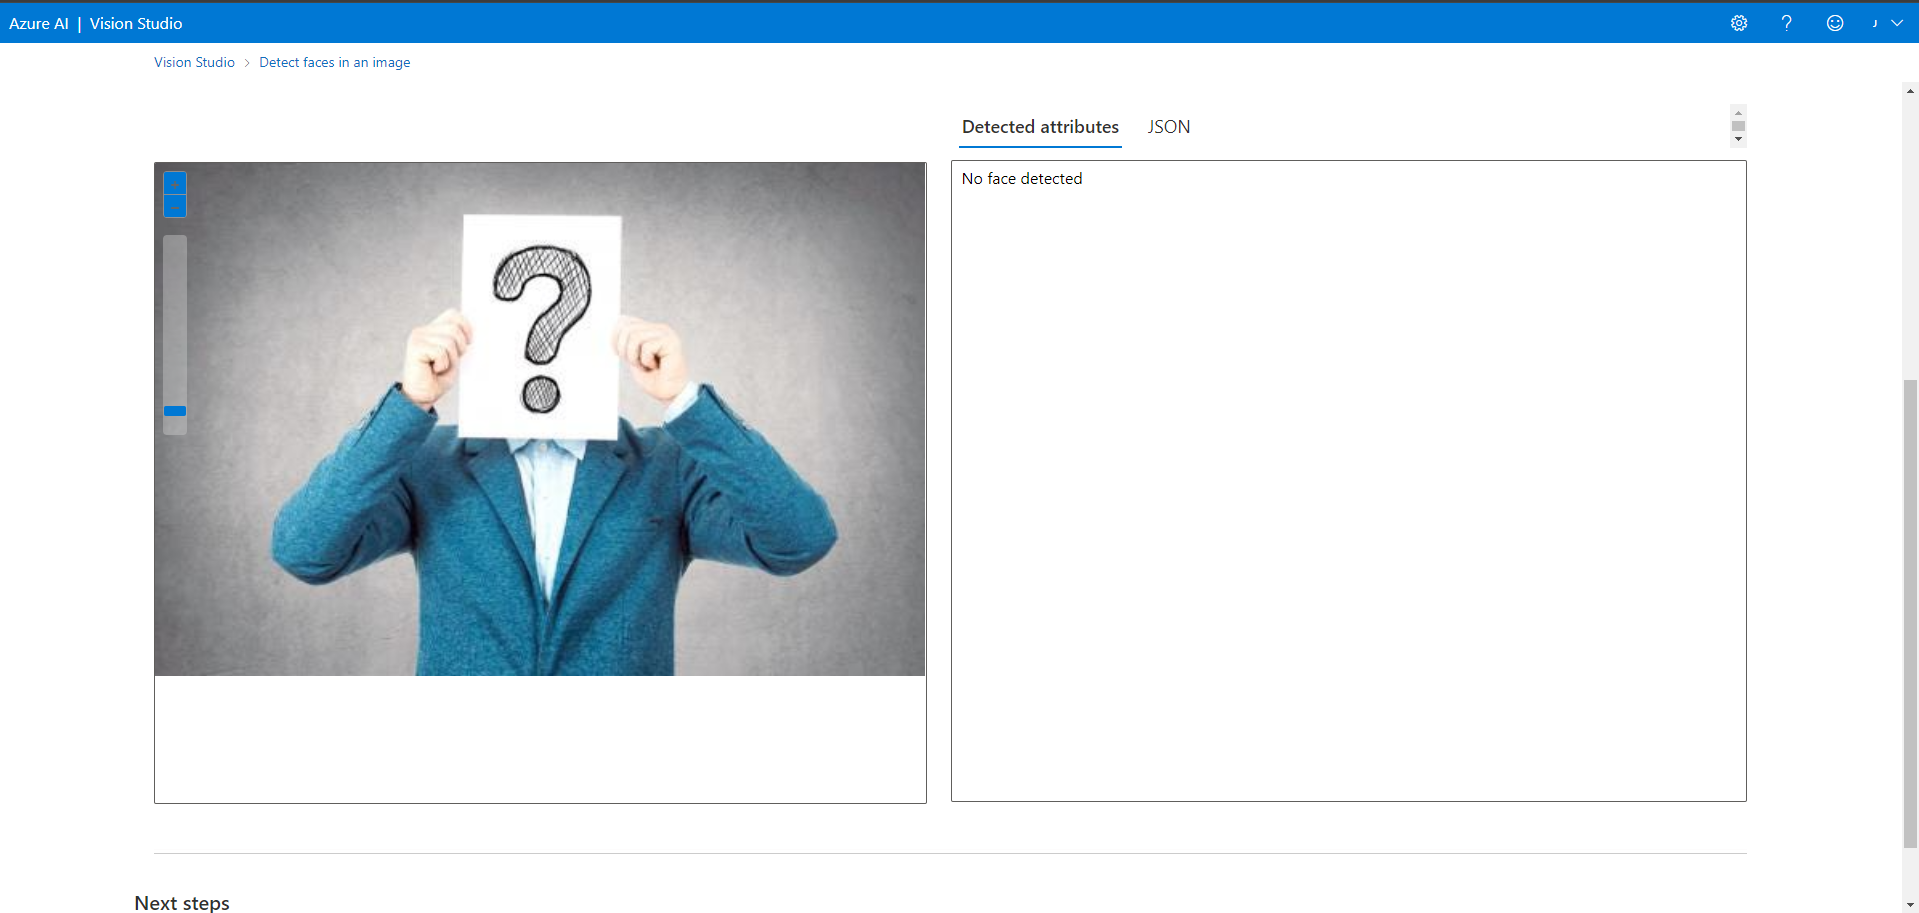 Azure AI | Vision Studio
? J
Vision Studio > Detect faces in an image
Detected attributes JSON
+
-
?
No face detected
Next steps